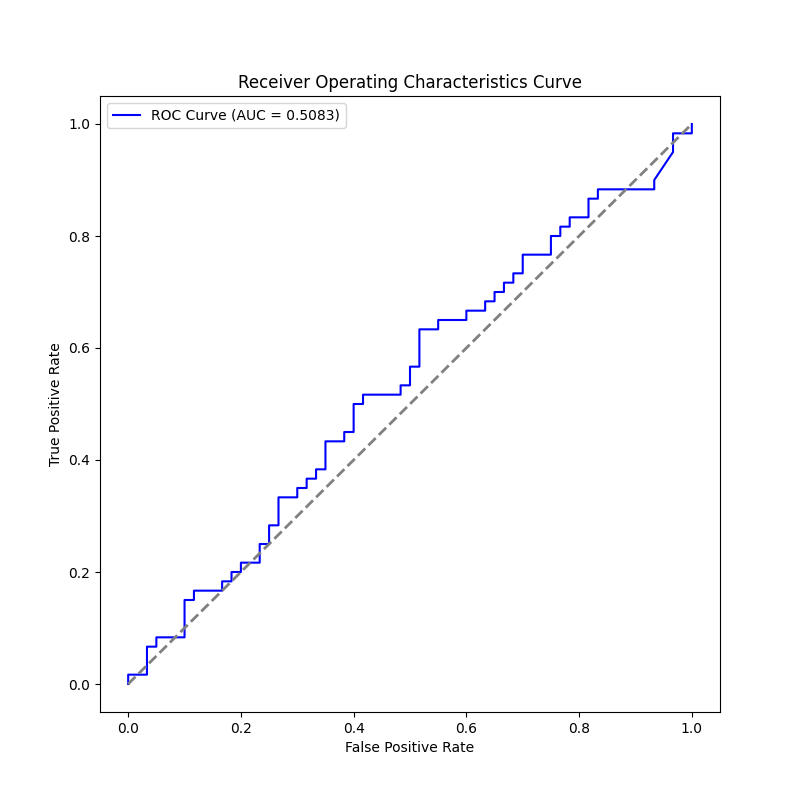 Receiver Operating Characteristics Curve
ROC Curve (AUC = 0.5083)
1.0
0.8
0.6
0.4
0.2
0.0
True Positive Rate
0.0 0.2 0.4 0.6 0.8 1.0
False Positive Rate